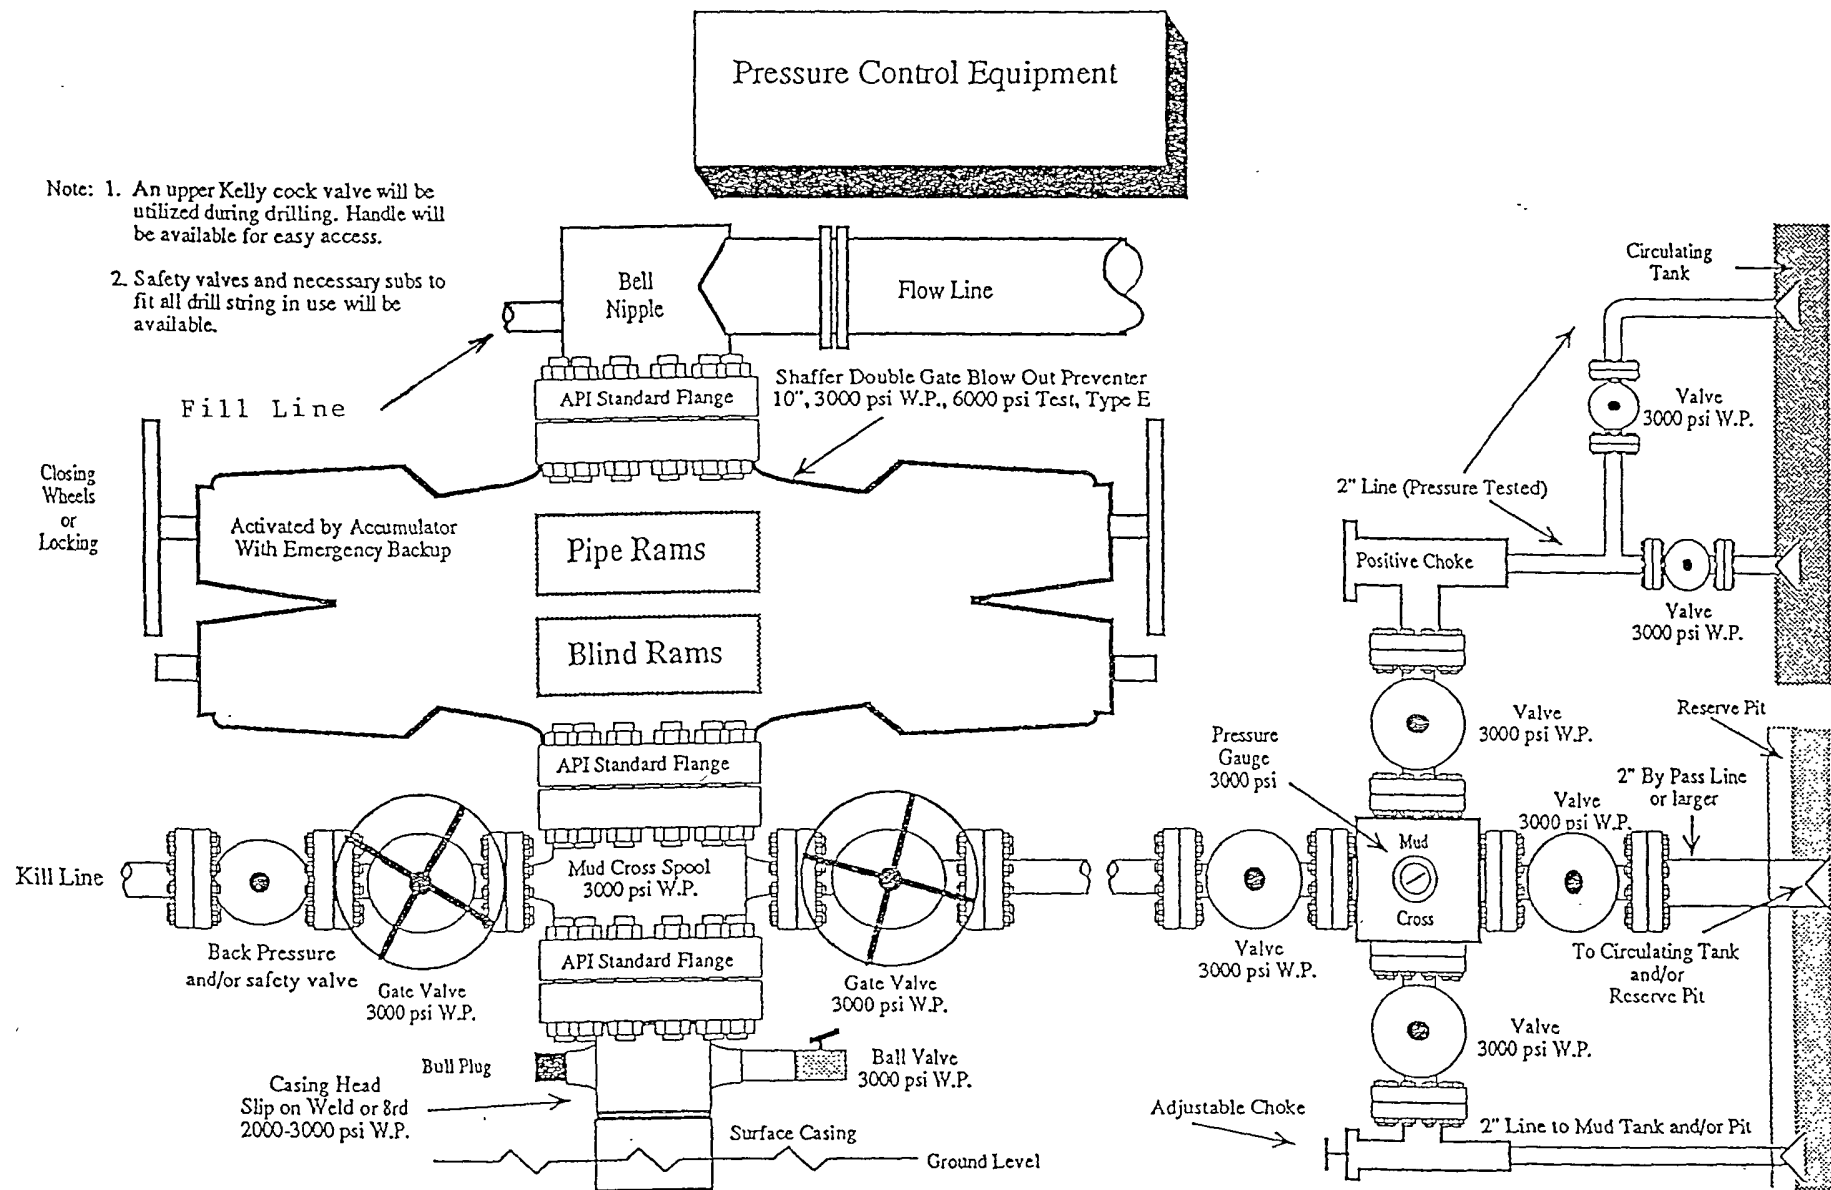 Pressure Control Equipment
Note: 1. An upper Kelly cock valve will be
utilized during drilling. Handle will
be available for easy access.
2. Safety valves and necessary subs to
fit all drill string in use will be
available.
Bell
Nipple
Flow Line
Fill Line
API Standard Flange
Shaffer Double Gate Blow Out Preventer
10", 3000 psi W.P., 6000 psi Test, Type E
Closing
Wheels
or
Locking
Activated by Accumulator
With Emergency Backup
Pipe Rams
Blind Rams
API Standard Flange
Kill Line
Mud Cross Spool
3000 psi W.P.
Back Pressure
and/or safety valve
Gate Valve
3000 psi W.P.
API Standard Flange
Gate Valve
3000 psi W.P.
Bull Plug
Ball Valve
3000 psi W.P.
Casing Head
Slip on Weld or 8rd
2000-3000 psi W.P.
Surface Casing
Ground Level
Circulating
Tank
Valve
3000 psi W.P.
2" Line (Pressure Tested)
Positive Choke
Valve
3000 psi W.P.
Valve
3000 psi W.P.
Reserve Pit
Pressure
Gauge
3000 psi
2" By Pass Line
or larger
Valve
3000 psi W.P.
Mud
Cross
Valve
3000 psi W.P.
To Circulating Tank
and/or
Reserve Pit
Valve
3000 psi W.P.
Adjustable Choke
2" Line to Mud Tank and/or Pit